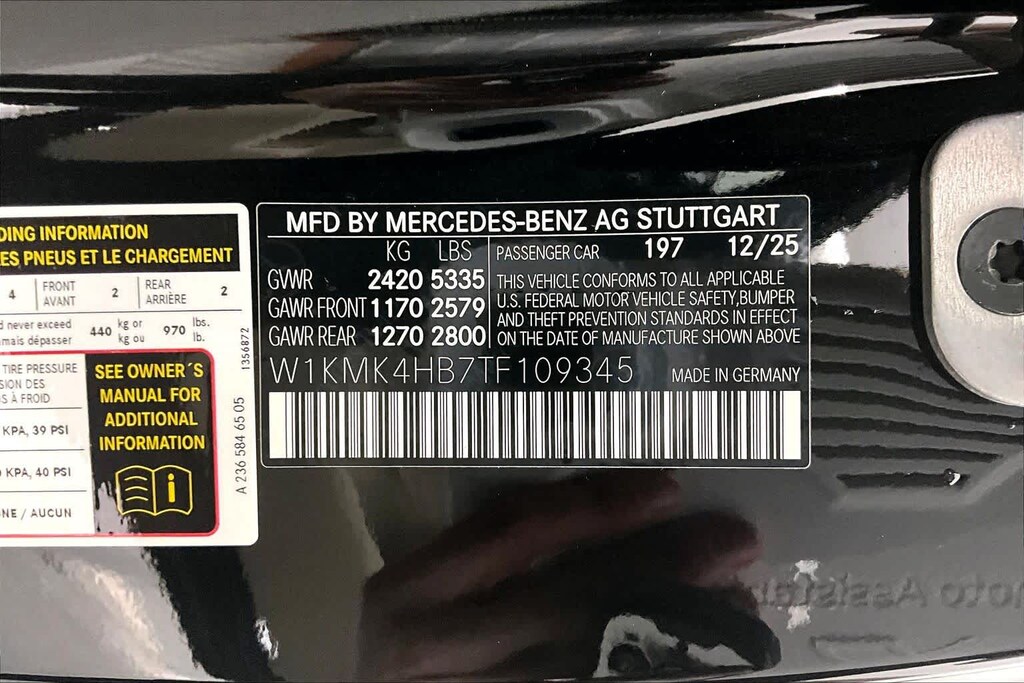 DING INFORMATION
ES PNEUS ET LE CHARGEMENT
4 FRONT AVANT 2 REAR ARRIÈRE 2
d never exceed 440 kg or 970 lbs.
mais dépasser kg ou lb.
TIRE PRESSURE
SION DES
S À FROID
KPA, 39 PSI
KPA, 40 PSI
NE / AUCUN
SEE OWNER´S
MANUAL FOR
ADDITIONAL
INFORMATION
i
1356872
A 236 584 65 05
MFD BY MERCEDES-BENZ AG STUTTGART
KG LBS
GVWR 2420 5335
GAWR FRONT 1170 2579
GAWR REAR 1270 2800
PASSENGER CAR 197 12/25
THIS VEHICLE CONFORMS TO ALL APPLICABLE
U.S. FEDERAL MOTOR VEHICLE SAFETY,BUMPER
AND THEFT PREVENTION STANDARDS IN EFFECT
ON THE DATE OF MANUFACTURE SHOWN ABOVE
W1KMK4HB7TF109345
MADE IN GERMANY